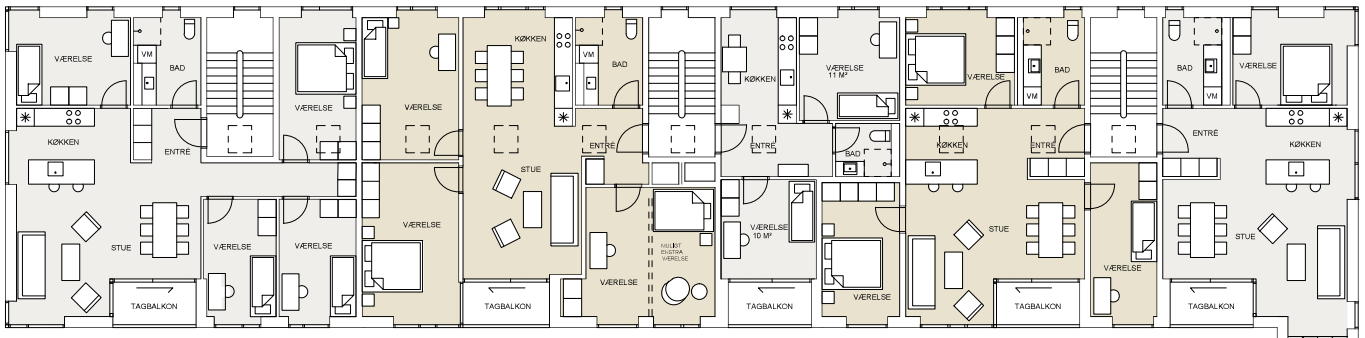 VÆRELSE
VM
BAD
KØKKEN
ENTRÉ
STUE
TAGBALKON
VÆRELSE
VÆRELSE
VÆRELSE
VÆRELSE
VÆRELSE
KØKKEN
STUE
TAGBALKON
VM
BAD
ENTRÉ
VÆRELSE
MULIGT
ENSTRA
VÆRELSE
KØKKEN
VÆRELSE
11 M²
ENTRÉ
BAD
VÆRELSE
10 M²
TAGBALKON
VÆRELSE
VÆRELSE
BAD
VM
KØKKEN
ENTRÉ
STUE
TAGBALKON
VÆRELSE
BAD
VM
VÆRELSE
ENTRÉ
KØKKEN
STUE
TAGBALKON